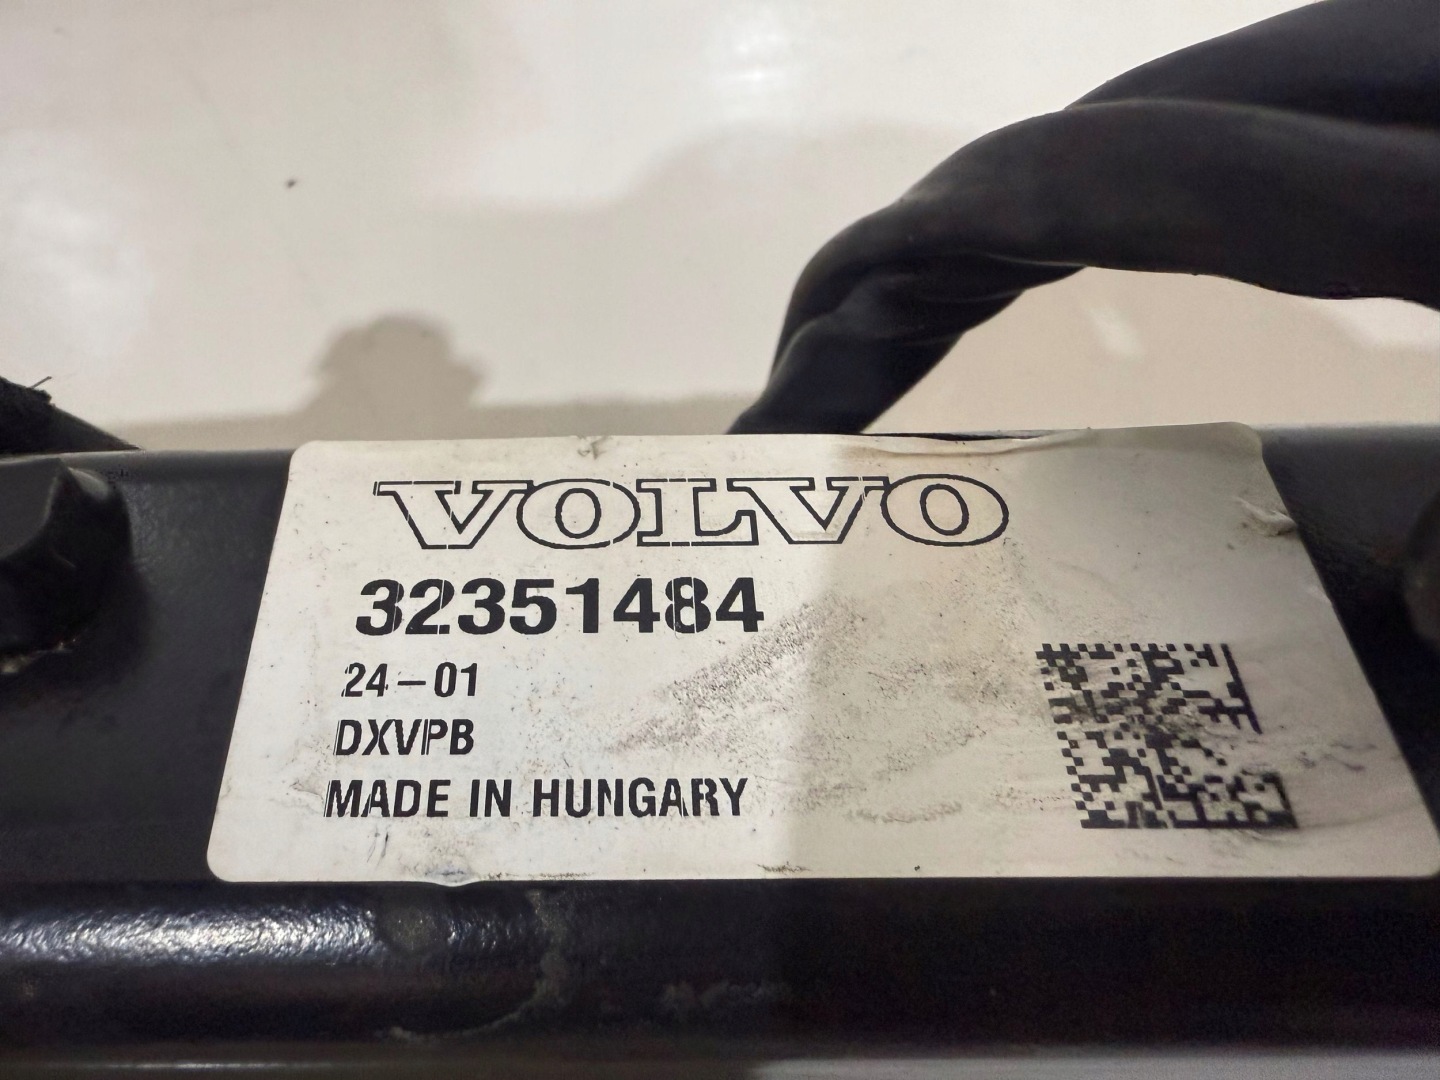 VOLVO
32351484
24-01
DXVPB
MADE IN HUNGARY